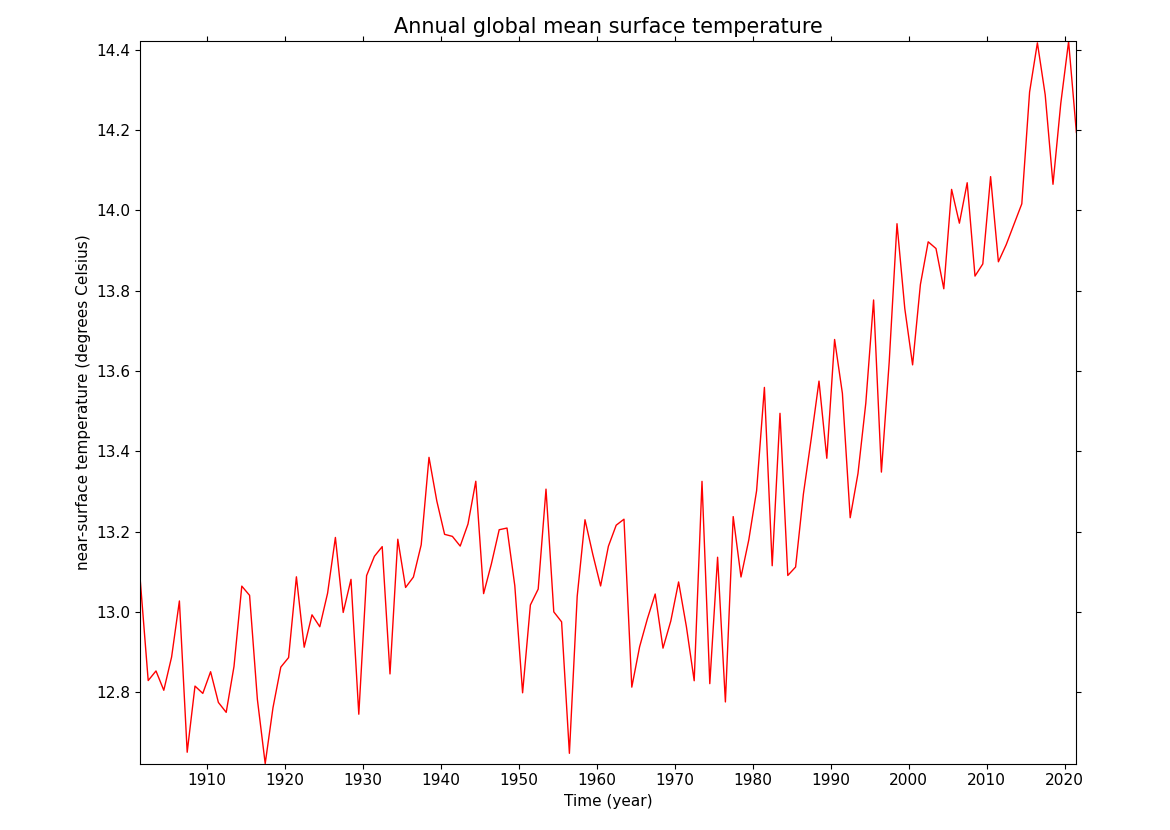 Annual global mean surface temperature
near-surface temperature (degrees Celsius)
14.4
14.2
14.0
13.8
13.6
13.4
13.2
13.0
12.8
1910 1920 1930 1940 1950 1960 1970 1980 1990 2000 2010 2020
Time (year)